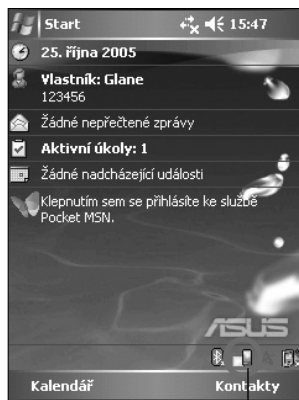 Start 15:47
25. října 2005
Vlastník: Glane
123456
Žádné nepřečtené zprávy
Aktivní úkoly: 1
Žádné nadcházející události
Klepnutím sem se přihlásíte ke službě
Pocket MSN.
ASUS
Kalendář Kontakty